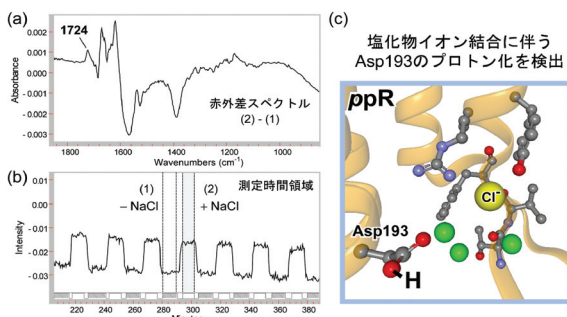 (a)
1724
0.002
0.001
0.000
- 0.001
- 0.002
- 0.003
Absorbance
赤外差スペクトル
(2) - (1)
1800
1600
1400
1200
1000
Wavenumbers (cm-1)
(b)
-0.01
-0.015
-0.02
-0.025
-0.03
Intensity
(1)
− NaCl
(2)
+ NaCl
測定時間領域
220
240
260
280
300
320
340
360
380
(c)
塩化物イオン結合に伴う
Asp193のプロトン化を検出
ppR
Cl-
Asp193
H